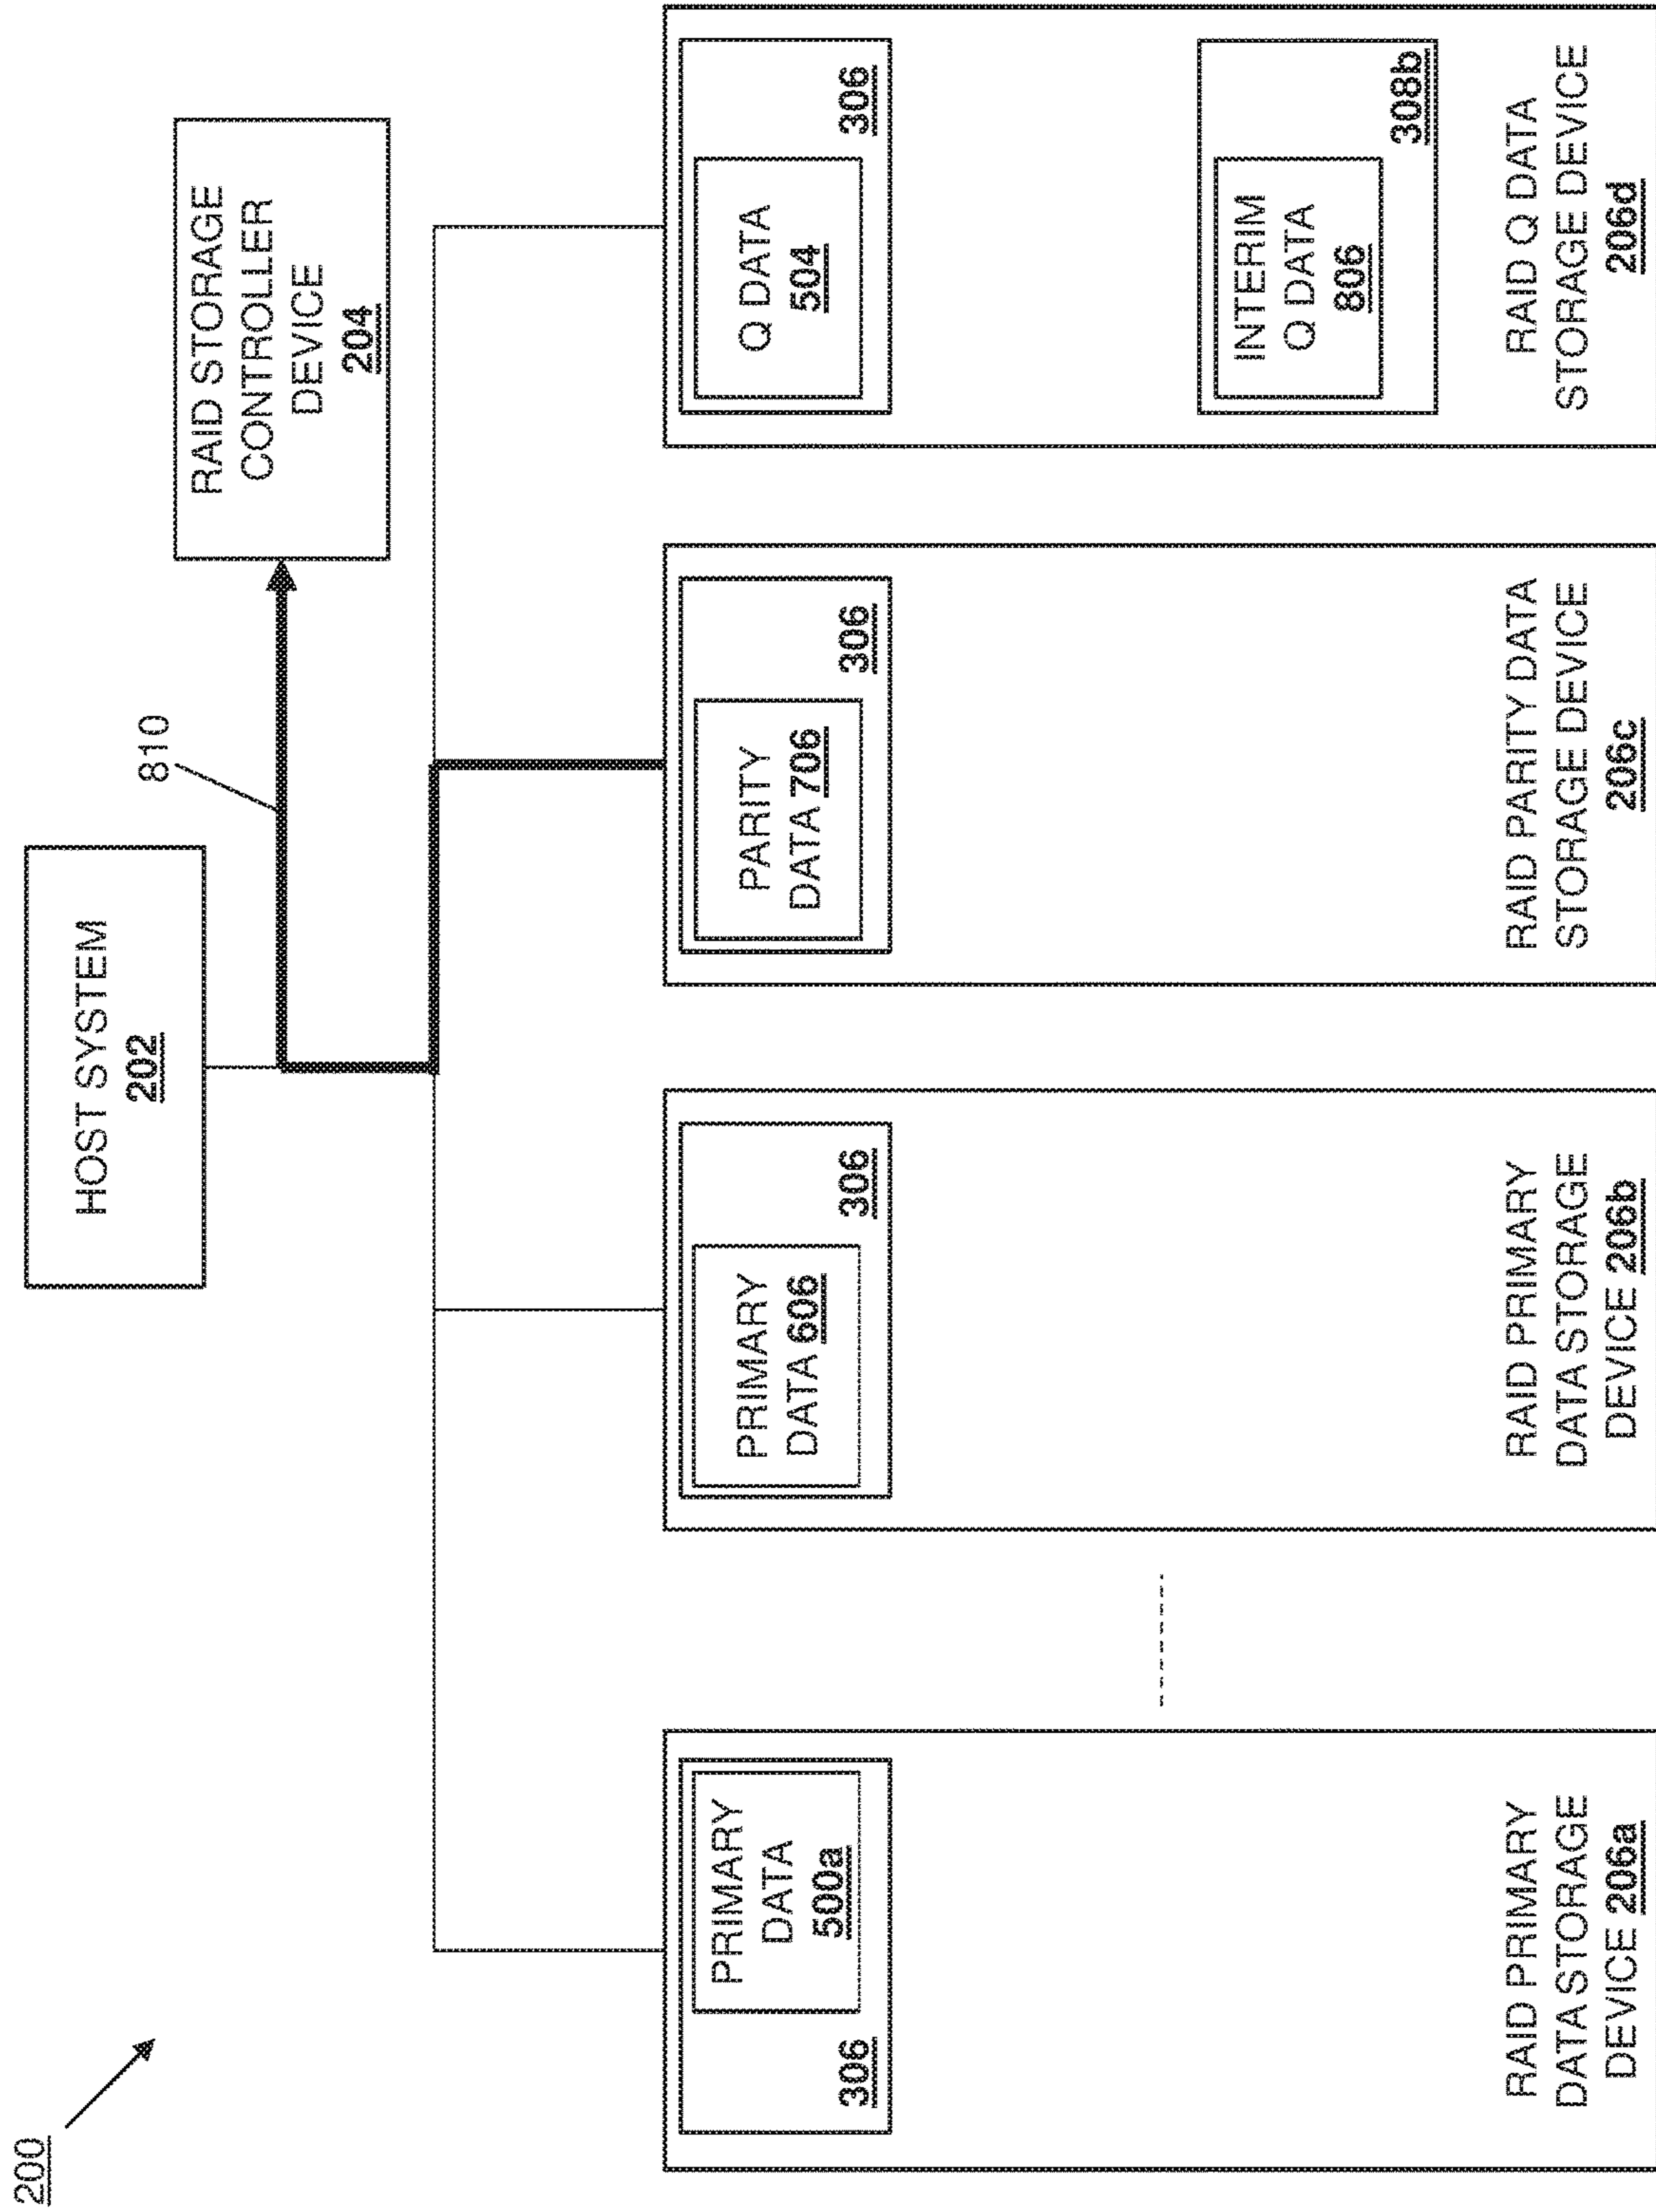 200
HOST SYSTEM
202
810
RAID STORAGE
CONTROLLER
DEVICE
204
306
PRIMARY
DATA
500a
RAID PRIMARY
DATA STORAGE
DEVICE 206a
PRIMARY
DATA 606
306
RAID PRIMARY
DATA STORAGE
DEVICE 206b
PARITY
DATA 706
306
RAID PARITY DATA
STORAGE DEVICE
206c
Q DATA
504
306
INTERIM
Q DATA
806
308b
RAID Q DATA
STORAGE DEVICE
206d